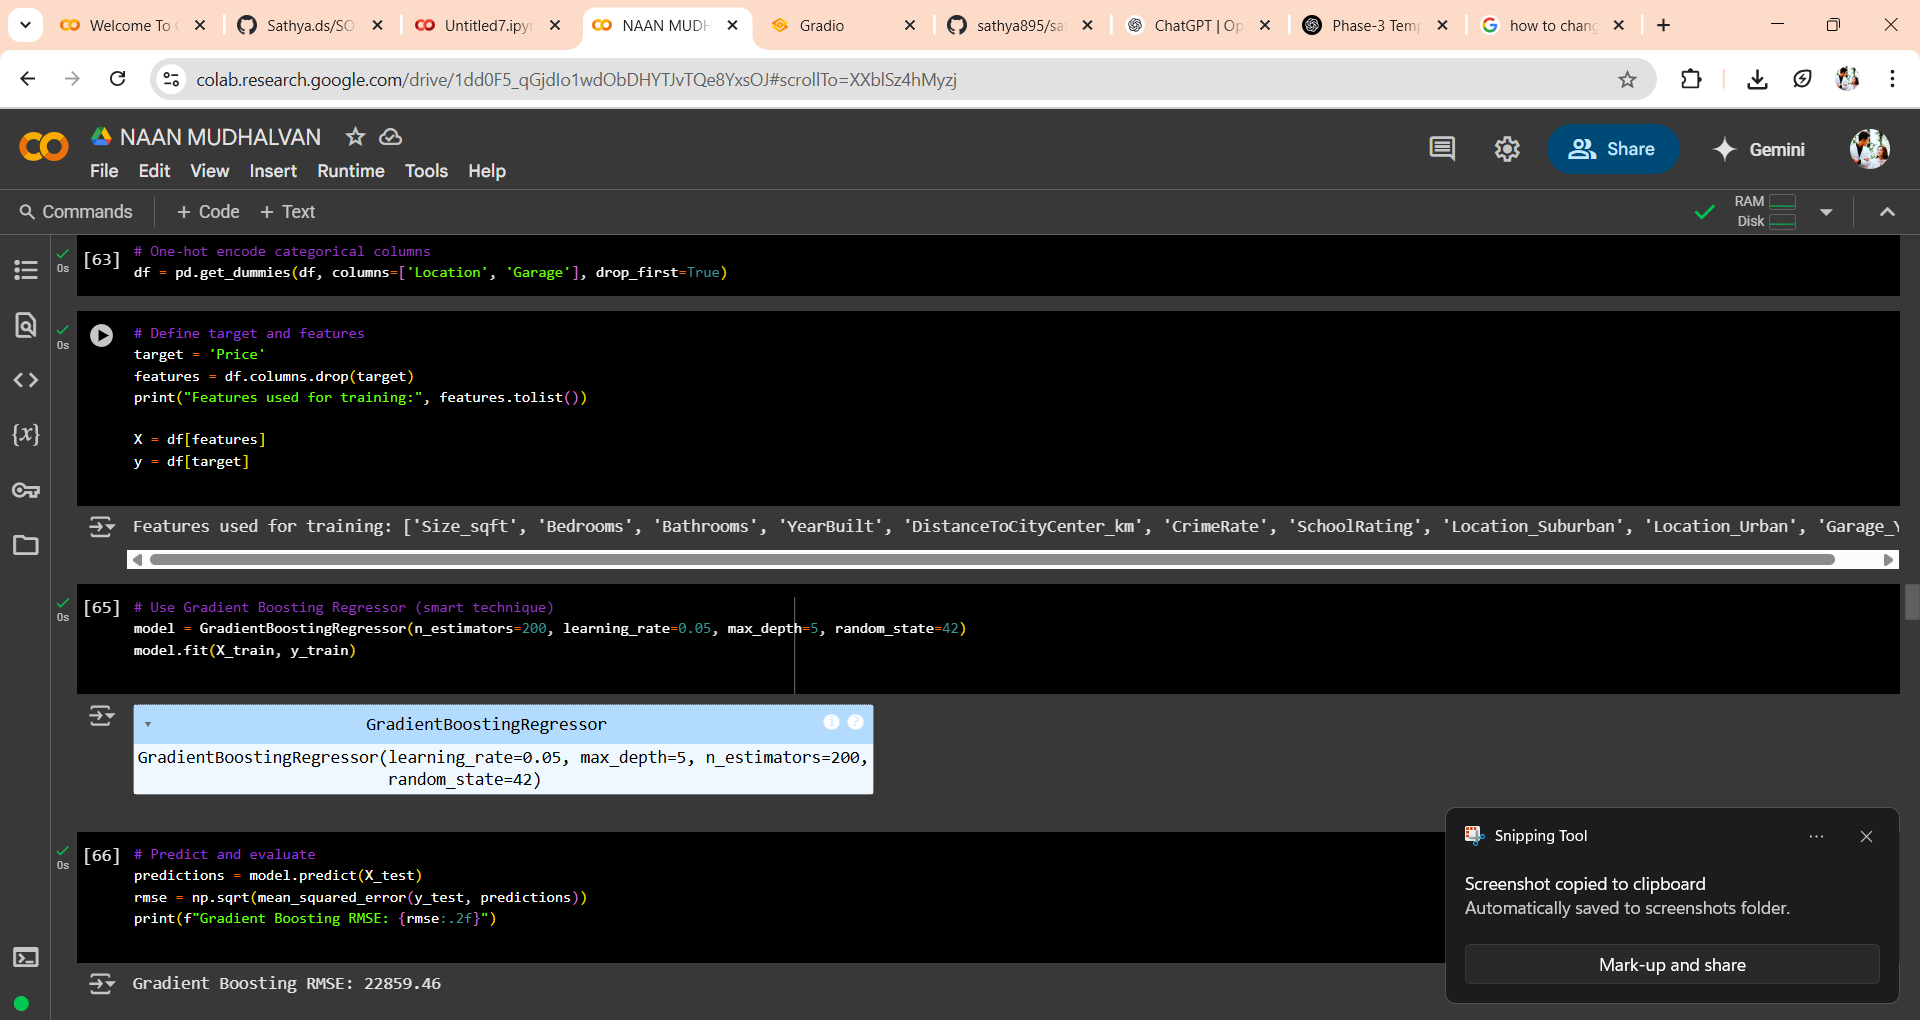 Welcome To
Sathya.ds/SO
Untitled7.ipyn
NAAN MUDH
Gradio
sathya895/sa
ChatGPT | Op
Phase-3 Temp
how to chang
colab.research.google.com/drive/1dd0F5_qGjdIo1wdObDHYTJvTQe8YxsOJ#scrollTo=XXblSz4hMyzj
NAAN MUDHALVAN
File Edit View Insert Runtime Tools Help
Share
Gemini
Commands
+ Code
+ Text
RAM
Disk
[63]
0s
# One-hot encode categorical columns
df = pd.get_dummies(df, columns=['Location', 'Garage'], drop_first=True)
0s
# Define target and features
target = 'Price'
features = df.columns.drop(target)
print("Features used for training:", features.tolist())
X = df[features]
y = df[target]
Features used for training: ['Size_sqft', 'Bedrooms', 'Bathrooms', 'YearBuilt', 'DistanceToCityCenter_km', 'CrimeRate', 'SchoolRating', 'Location_Suburban', 'Location_Urban', 'Garage_Y
[65]
0s
# Use Gradient Boosting Regressor (smart technique)
model = GradientBoostingRegressor(n_estimators=200, learning_rate=0.05, max_depth=5, random_state=42)
model.fit(X_train, y_train)
GradientBoostingRegressor
GradientBoostingRegressor(learning_rate=0.05, max_depth=5, n_estimators=200,
random_state=42)
[66]
0s
# Predict and evaluate
predictions = model.predict(X_test)
rmse = np.sqrt(mean_squared_error(y_test, predictions))
print(f"Gradient Boosting RMSE: {rmse:.2f}")
Gradient Boosting RMSE: 22859.46
Snipping Tool
Screenshot copied to clipboard
Automatically saved to screenshots folder.
Mark-up and share